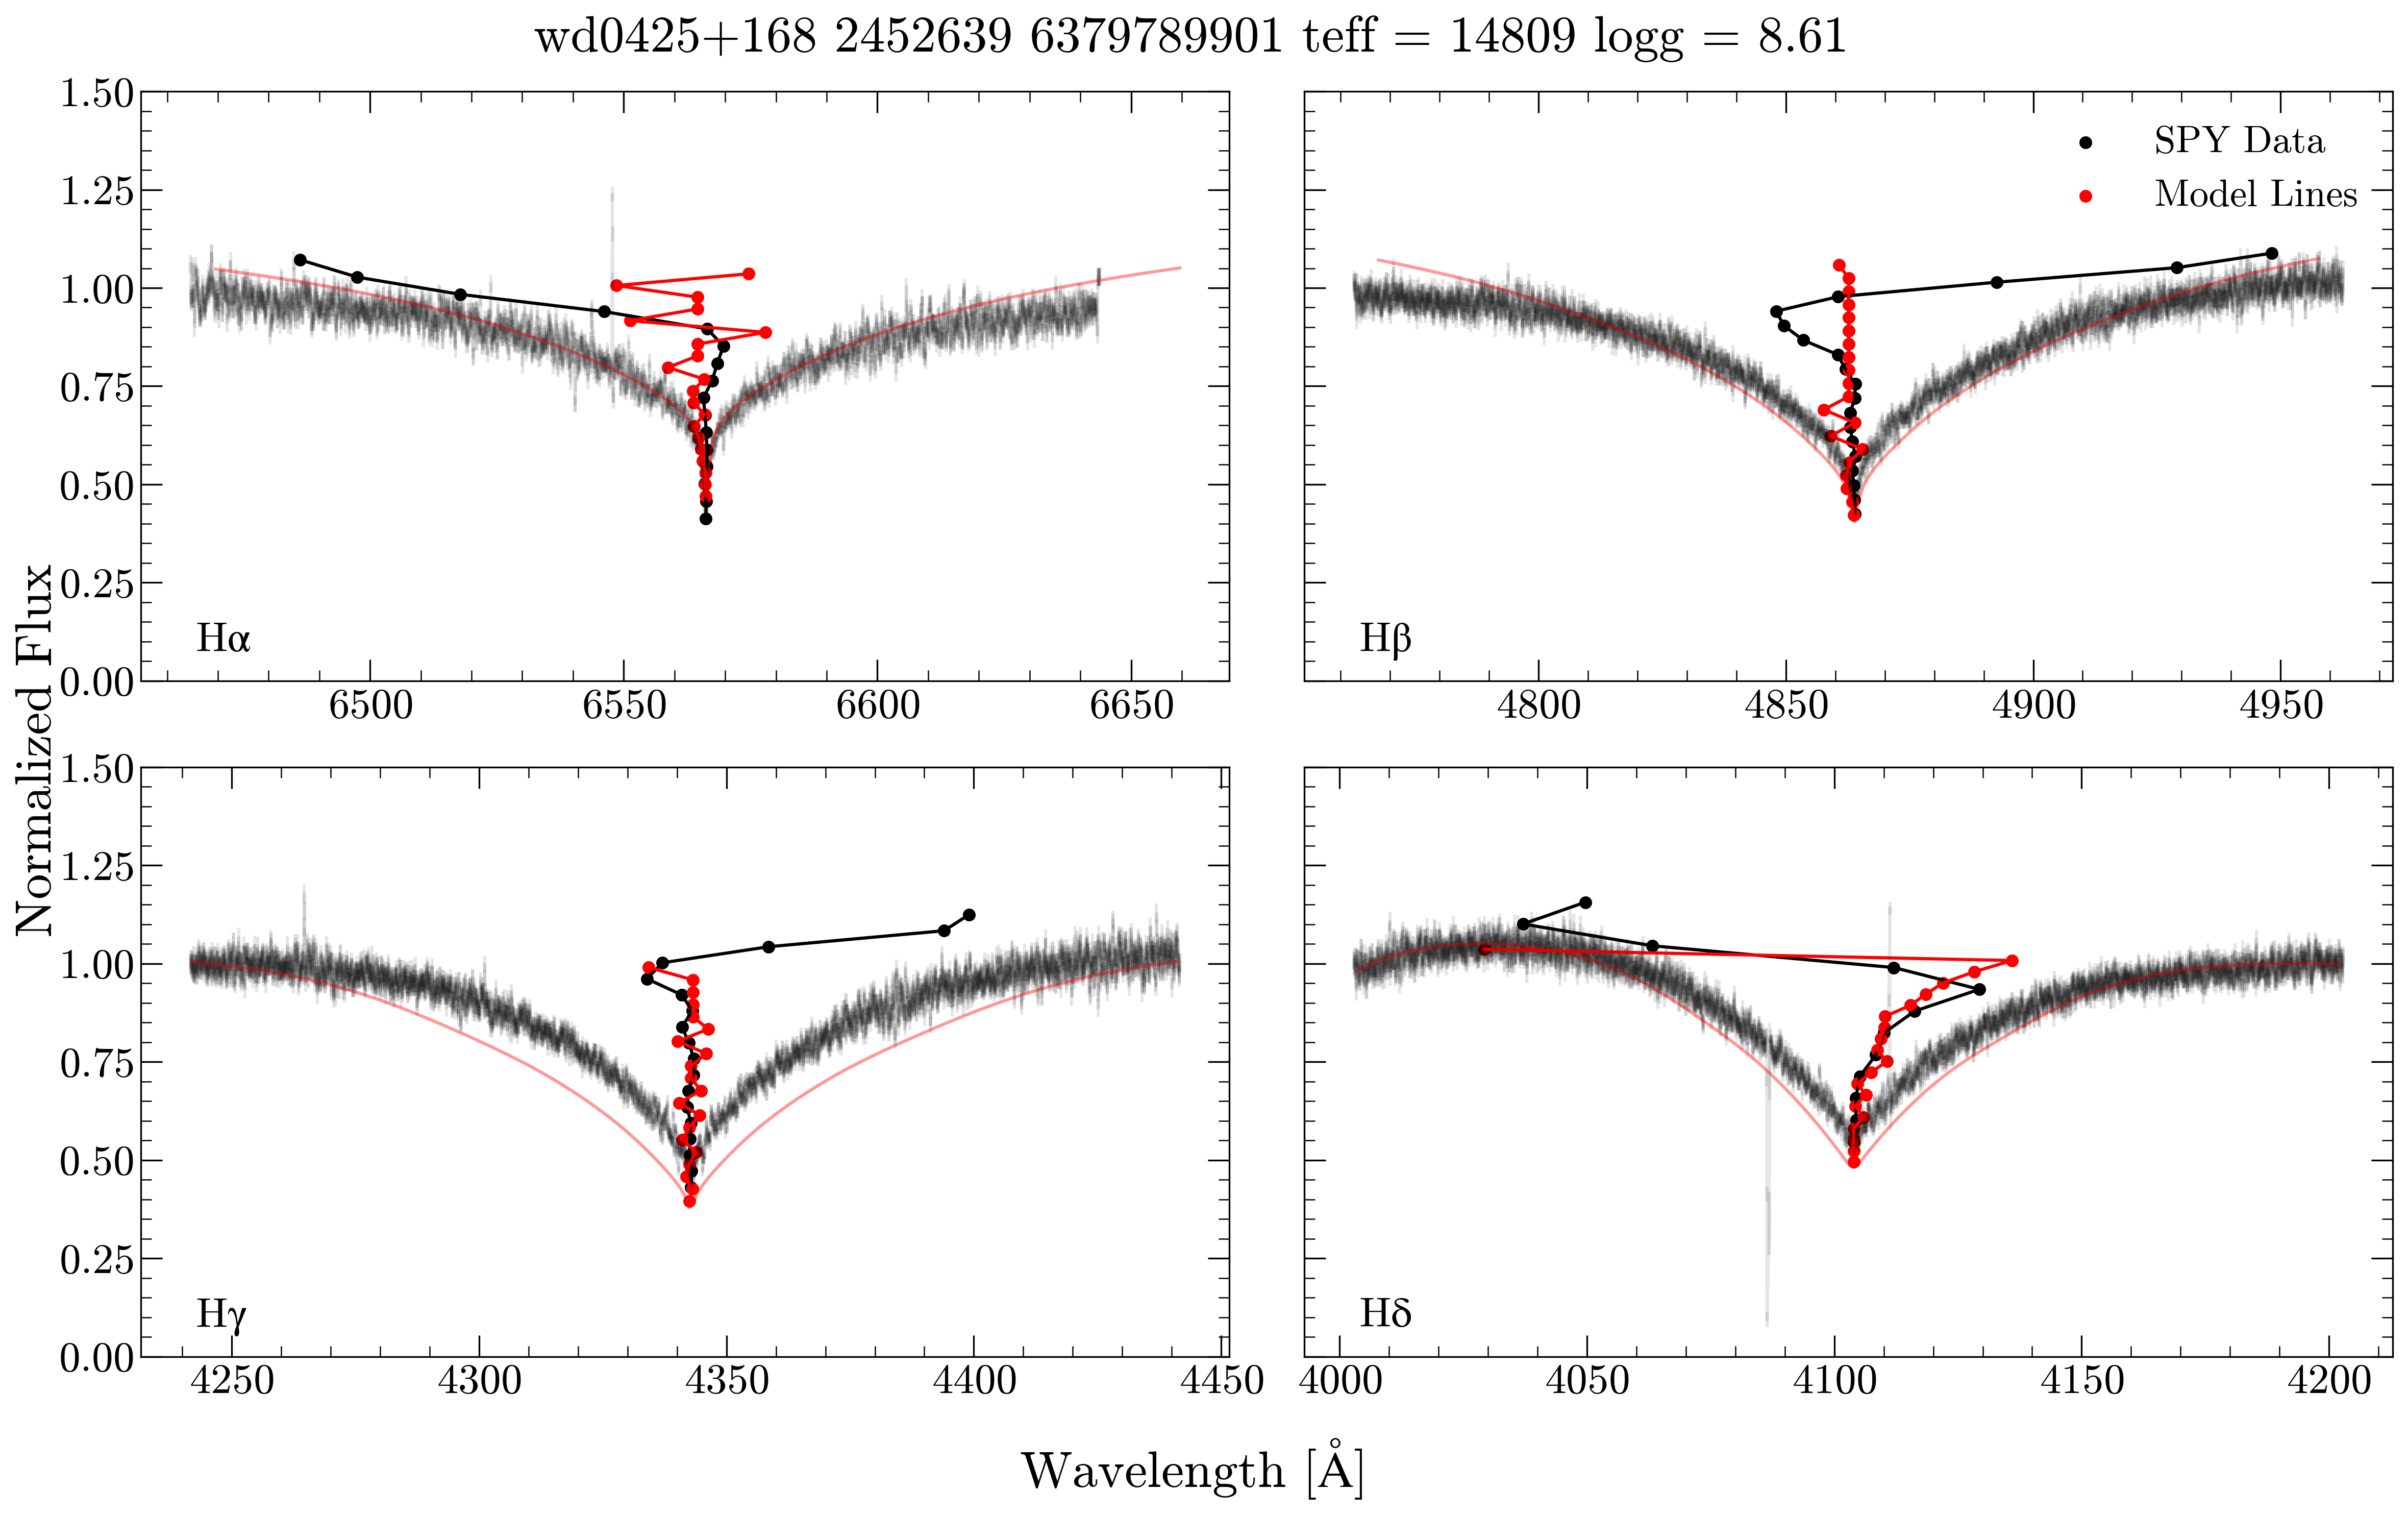 wd0425+168 2452639 6379789901 teff = 14809 logg = 8.61
Normalized Flux
1.50
1.25
1.00
0.75
0.50
0.25
0.00
Hα
6500 6550 6600 6650
SPY Data
Model Lines
Hβ
4800 4850 4900 4950
1.50
1.25
1.00
0.75
0.50
0.25
0.00
Hγ
4250 4300 4350 4400 4450
Hδ
4000 4050 4100 4150 4200
Wavelength [Å]